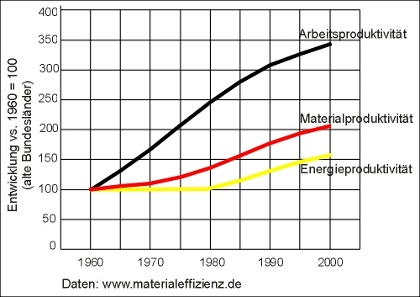 400
350
300
250
200
150
100
50
0
Entwicklung vs. 1960 = 100
(alte Bundesländer)
Arbeitsproduktivität
Materialproduktivität
Energieproduktivität
1960 1970 1980 1990 2000
Daten: www.materialeffizienz.de